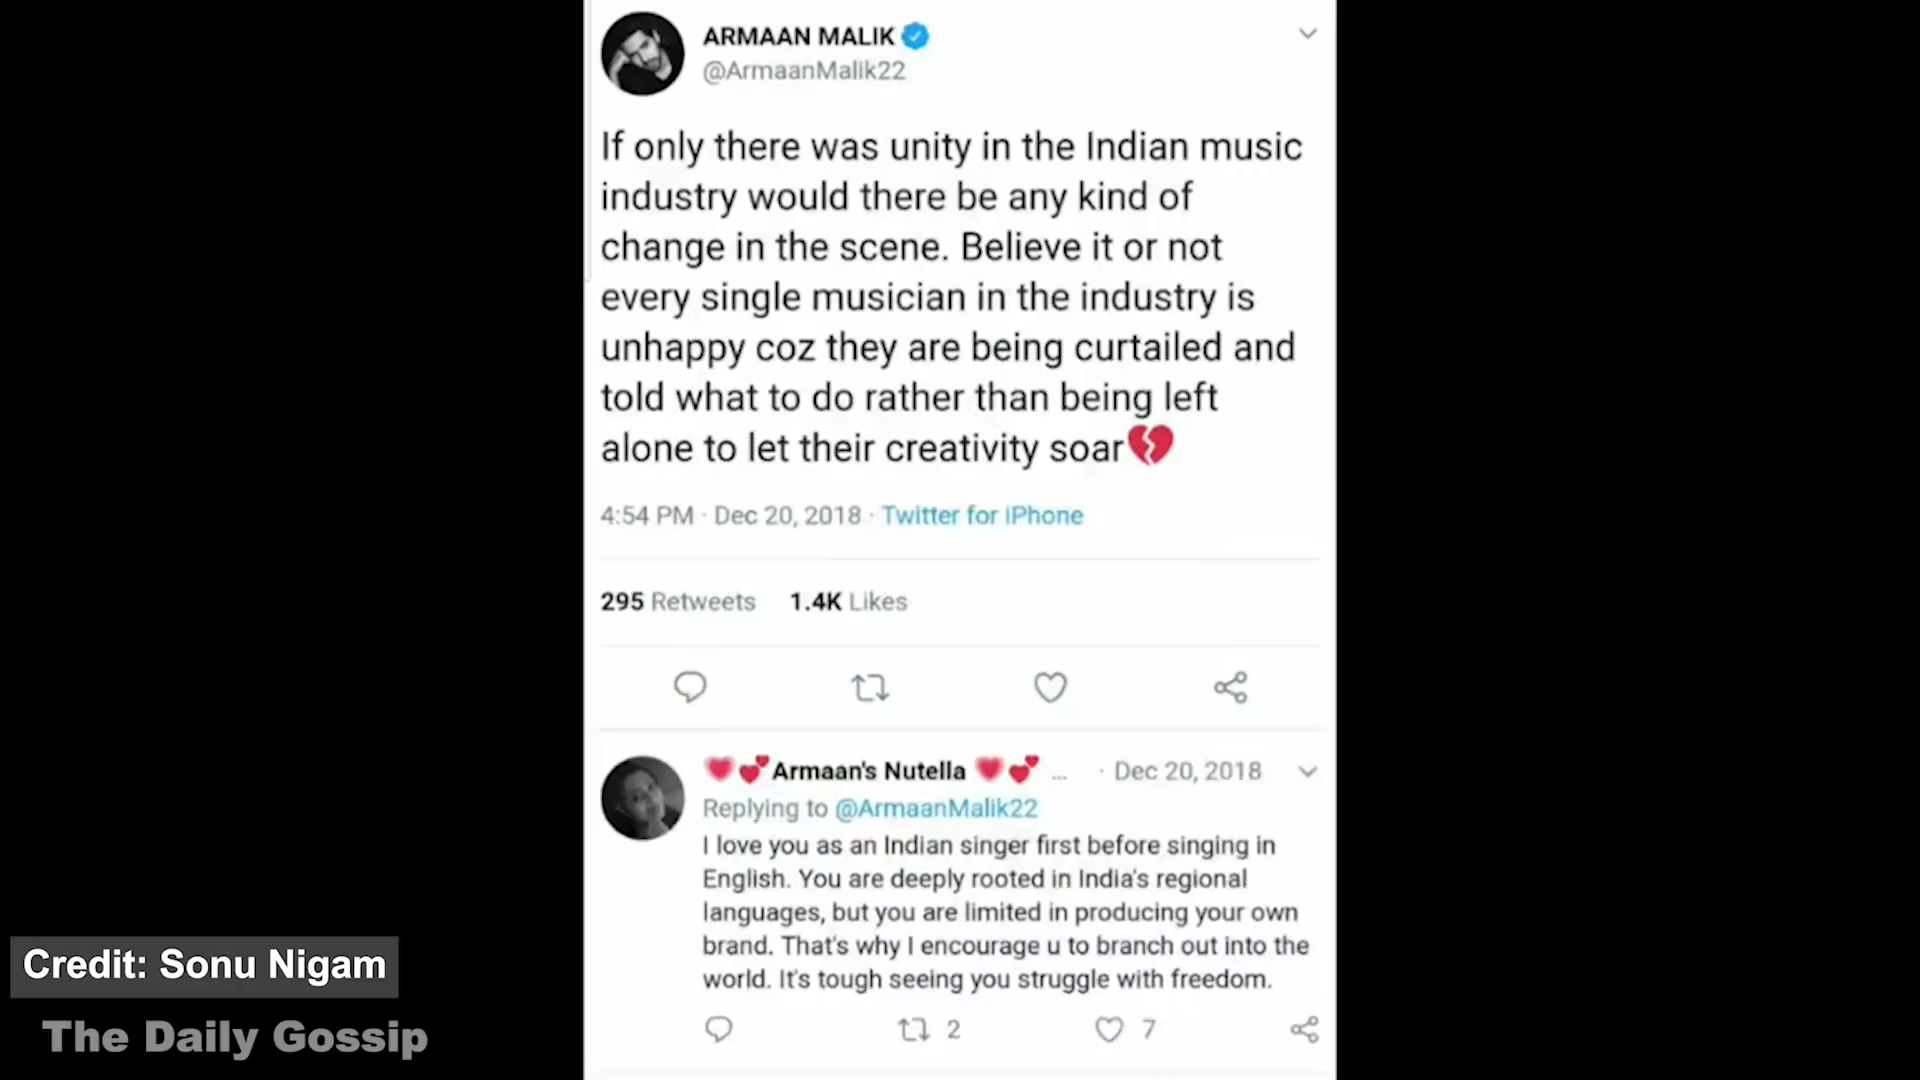 ARMAAN MALIK
@ArmaanMalik22
If only there was unity in the Indian music
industry would there be any kind of
change in the scene. Believe it or not
every single musician in the industry is
unhappy coz they are being curtailed and
told what to do rather than being left
alone to let their creativity soar💔
4:54 PM · Dec 20, 2018 · Twitter for iPhone
295 Retweets 1.4K Likes
❤💕Armaan's Nutella❤💕 ... · Dec 20, 2018
Replying to @ArmaanMalik22
I love you as an Indian singer first before singing in
English. You are deeply rooted in India's regional
languages, but you are limited in producing your own
brand. That's why I encourage u to branch out into the
world. It's tough seeing you struggle with freedom.
2 7
Credit: Sonu Nigam
The Daily Gossip